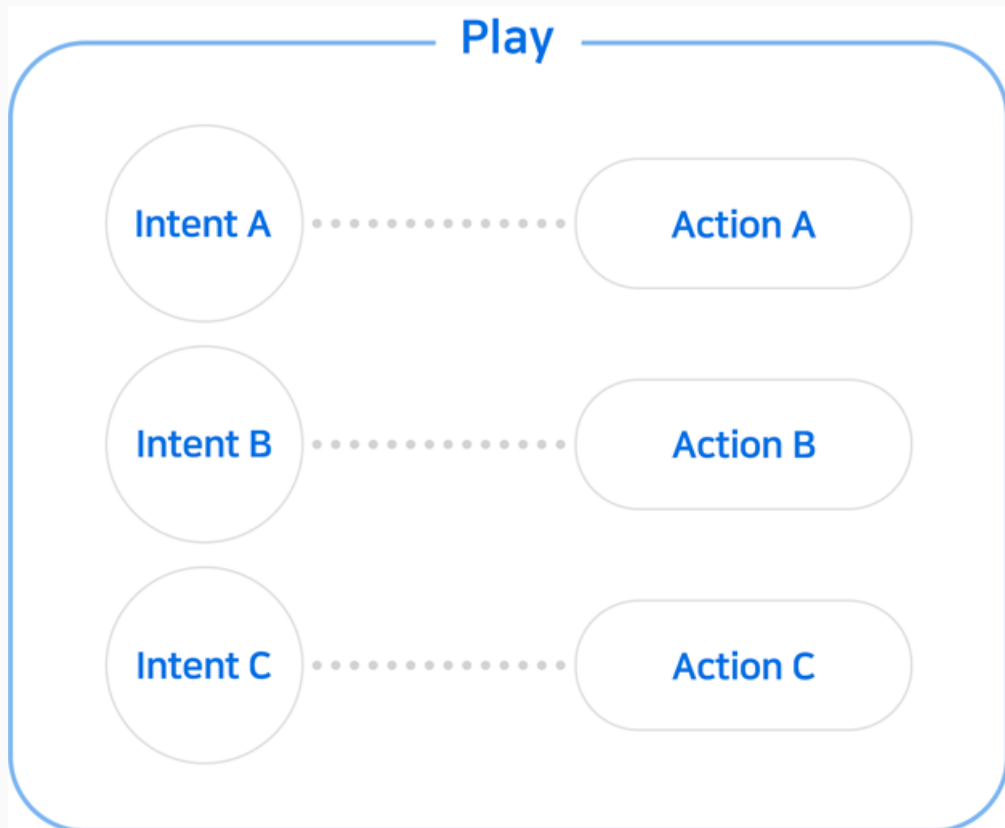 Play
Intent A
Action A
Intent B
Action B
Intent C
Action C